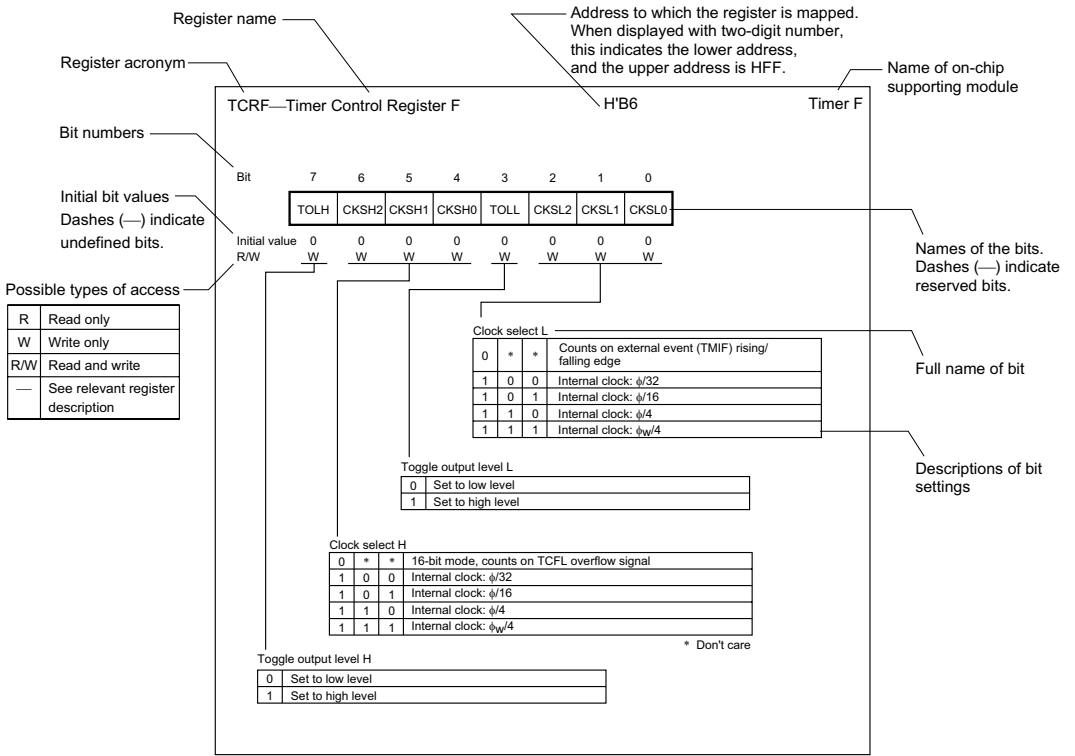 Register name
Address to which the register is mapped.
When displayed with two-digit number,
this indicates the lower address,
and the upper address is HFF.
Register acronym
Name of on-chip
supporting module
TCRF—Timer Control Register F H'B6 Timer F
Bit numbers
Bit 7 6 5 4 3 2 1 0
Initial bit values
Dashes (—) indicate
undefined bits.
TOLH CKSH2 CKSH1 CKSH0 TOLL CKSL2 CKSL1 CKSL0
Initial value 0 0 0 0 0 0 0 0
R/W W W W W W W W W
Names of the bits.
Dashes (—) indicate
reserved bits.
Possible types of access
R Read only
W Write only
R/W Read and write
— See relevant register
description
Clock select L
0 * * Counts on external event (TMIF) rising/
falling edge
1 0 0 Internal clock: ϕ/32
1 0 1 Internal clock: ϕ/16
1 1 0 Internal clock: ϕ/4
1 1 1 Internal clock: ϕW/4
Full name of bit
Descriptions of bit
settings
Toggle output level L
0 Set to low level
1 Set to high level
Clock select H
0 * * 16-bit mode, counts on TCFL overflow signal
1 0 0 Internal clock: ϕ/32
1 0 1 Internal clock: ϕ/16
1 1 0 Internal clock: ϕ/4
1 1 1 Internal clock: ϕW/4
* Don't care
Toggle output level H
0 Set to low level
1 Set to high level